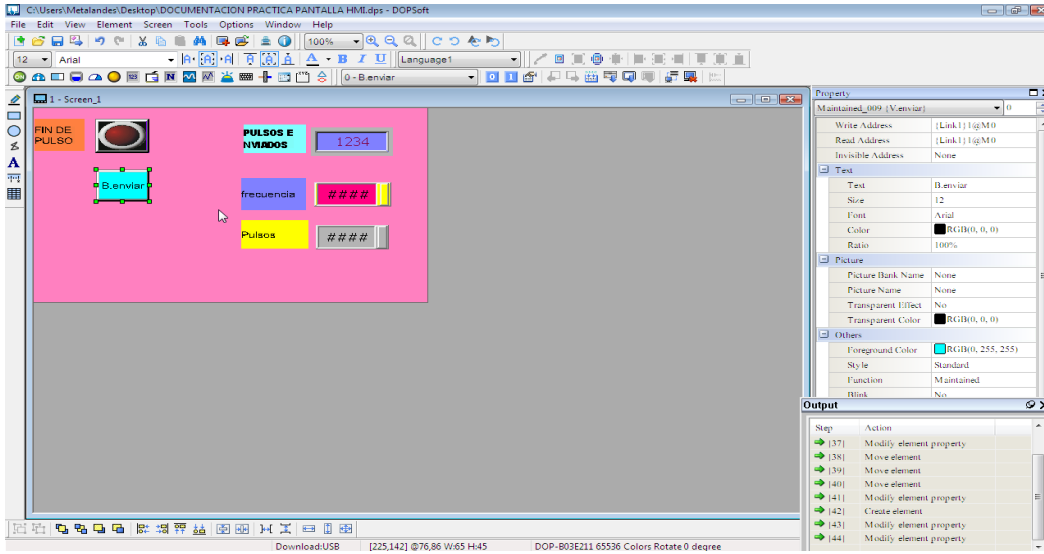 C:\Users\Metalandes\Desktop\DOCUMENTACION PRACTICA PANTALLA HMI.dps - DOPSoft
File Edit View Element Screen Tools Options Window Help
100%
12 Arial A B I U Language1
0 - B.enviar
1 - Screen_1
FIN DE
PULSO
B.enviar
PULSOS E
NVIADOS
1234
frecuencia
####
Pulsos
####
Property
Maintained_009 {V.enviar} 0
Write Address {Link1}1@M0
Read Address {Link1}1@M0
Invisible Address None
Text
Text B.enviar
Size 12
Font Arial
Color RGB(0, 0, 0)
Ratio 100%
Picture
Picture Bank Name None
Picture Name None
Transparent Effect No
Transparent Color RGB(0, 0, 0)
Others
Foreground Color RGB(0, 255, 255)
Style Standard
Function Maintained
Blink No
Output
Step Action
[37] Modify element property
[38] Move element
[39] Move element
[40] Move element
[41] Modify element property
[42] Create element
[43] Modify element property
[44] Modify element property
Download:USB [225,142] @76,86 W:65 H:45 DOP-B03E211 65536 Colors Rotate 0 degree